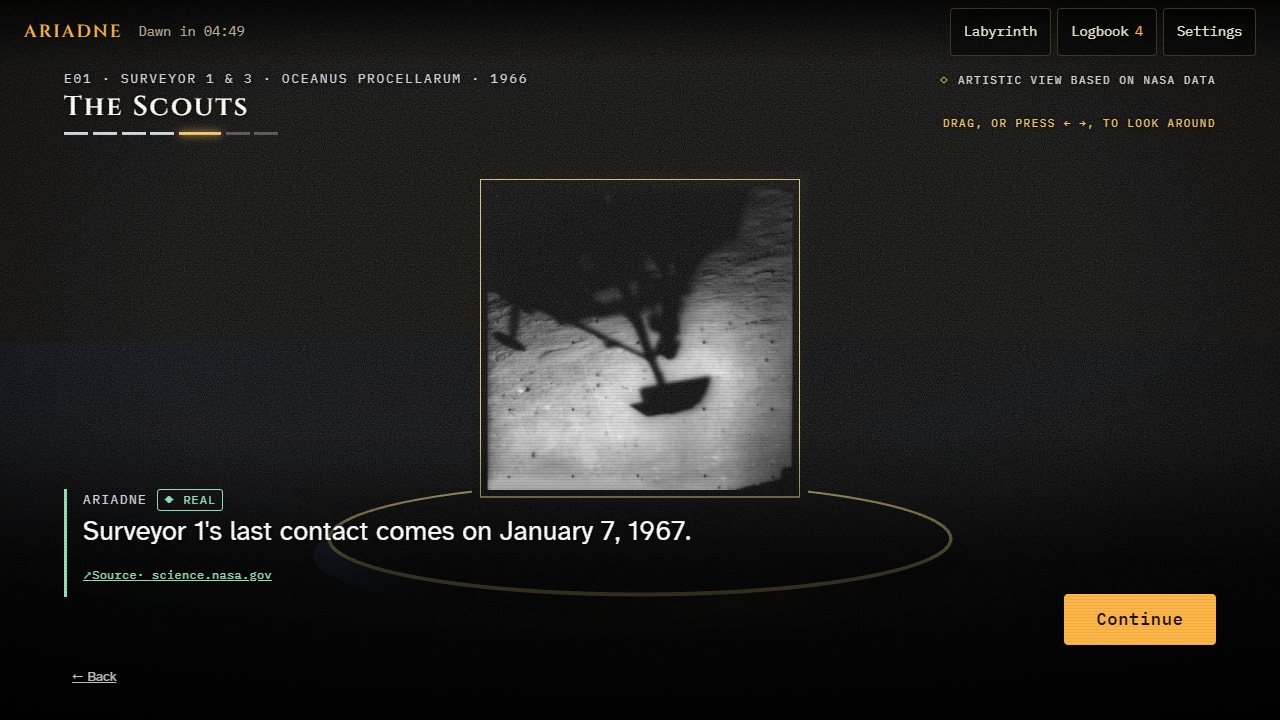 ARIADNE Dawn in 04:49 Labyrinth Logbook 4 Settings
E01 · SURVEYOR 1 & 3 · OCEANUS PROCELLARUM · 1966
The Scouts
◇ ARTISTIC VIEW BASED ON NASA DATA
DRAG, OR PRESS ← →, TO LOOK AROUND
ARIADNE ◆ REAL
Surveyor 1's last contact comes on January 7, 1967.
↗Source· science.nasa.gov
Continue
← Back